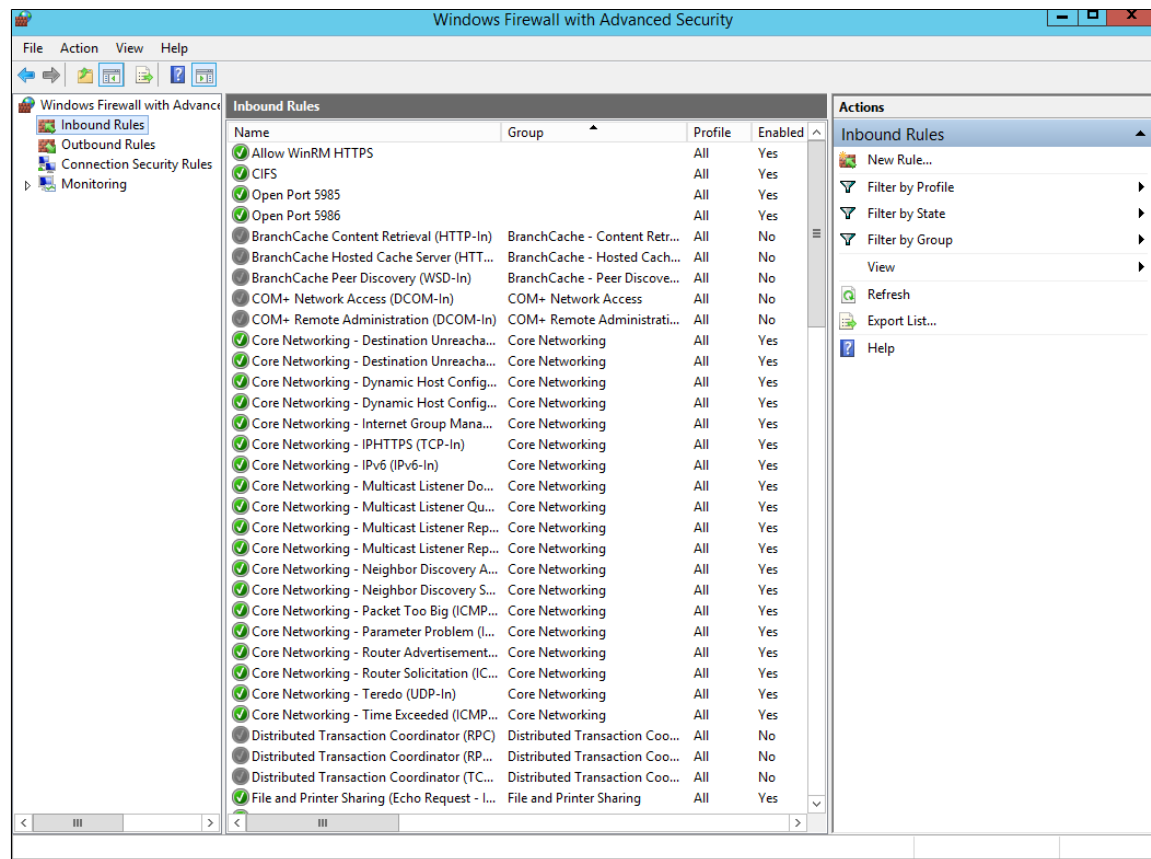 Windows Firewall with Advanced Security
File Action View Help
Windows Firewall with Advance
Inbound Rules
Outbound Rules
Connection Security Rules
Monitoring
Inbound Rules
Name Group Profile Enabled
Allow WinRM HTTPS All Yes
CIFS All Yes
Open Port 5985 All Yes
Open Port 5986 All Yes
BranchCache Content Retrieval (HTTP-In) BranchCache - Content Retr... All No
BranchCache Hosted Cache Server (HTT... BranchCache - Hosted Cach... All No
BranchCache Peer Discovery (WSD-In) BranchCache - Peer Discove... All No
COM+ Network Access (DCOM-In) COM+ Network Access All No
COM+ Remote Administration (DCOM-In) COM+ Remote Administrati... All No
Core Networking - Destination Unreacha... Core Networking All Yes
Core Networking - Destination Unreacha... Core Networking All Yes
Core Networking - Dynamic Host Config... Core Networking All Yes
Core Networking - Dynamic Host Config... Core Networking All Yes
Core Networking - Internet Group Mana... Core Networking All Yes
Core Networking - IPHTTPS (TCP-In) Core Networking All Yes
Core Networking - IPv6 (IPv6-In) Core Networking All Yes
Core Networking - Multicast Listener Do... Core Networking All Yes
Core Networking - Multicast Listener Qu... Core Networking All Yes
Core Networking - Multicast Listener Rep... Core Networking All Yes
Core Networking - Multicast Listener Rep... Core Networking All Yes
Core Networking - Neighbor Discovery A... Core Networking All Yes
Core Networking - Neighbor Discovery S... Core Networking All Yes
Core Networking - Packet Too Big (ICMP... Core Networking All Yes
Core Networking - Parameter Problem (I... Core Networking All Yes
Core Networking - Router Advertisement... Core Networking All Yes
Core Networking - Router Solicitation (IC... Core Networking All Yes
Core Networking - Teredo (UDP-In) Core Networking All Yes
Core Networking - Time Exceeded (ICMP... Core Networking All Yes
Distributed Transaction Coordinator (RPC) Distributed Transaction Coo... All No
Distributed Transaction Coordinator (RP... Distributed Transaction Coo... All No
Distributed Transaction Coordinator (TC... Distributed Transaction Coo... All No
File and Printer Sharing (Echo Request - I... File and Printer Sharing All Yes
Actions
Inbound Rules
New Rule...
Filter by Profile
Filter by State
Filter by Group
View
Refresh
Export List...
Help